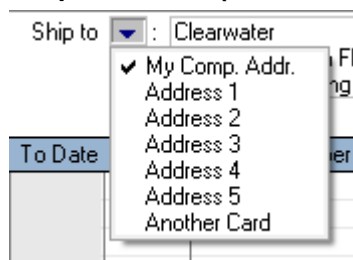 Ship to : Clearwater
My Comp. Addr.
Address 1
Address 2
Address 3
Address 4
Address 5
Another Card
To Date